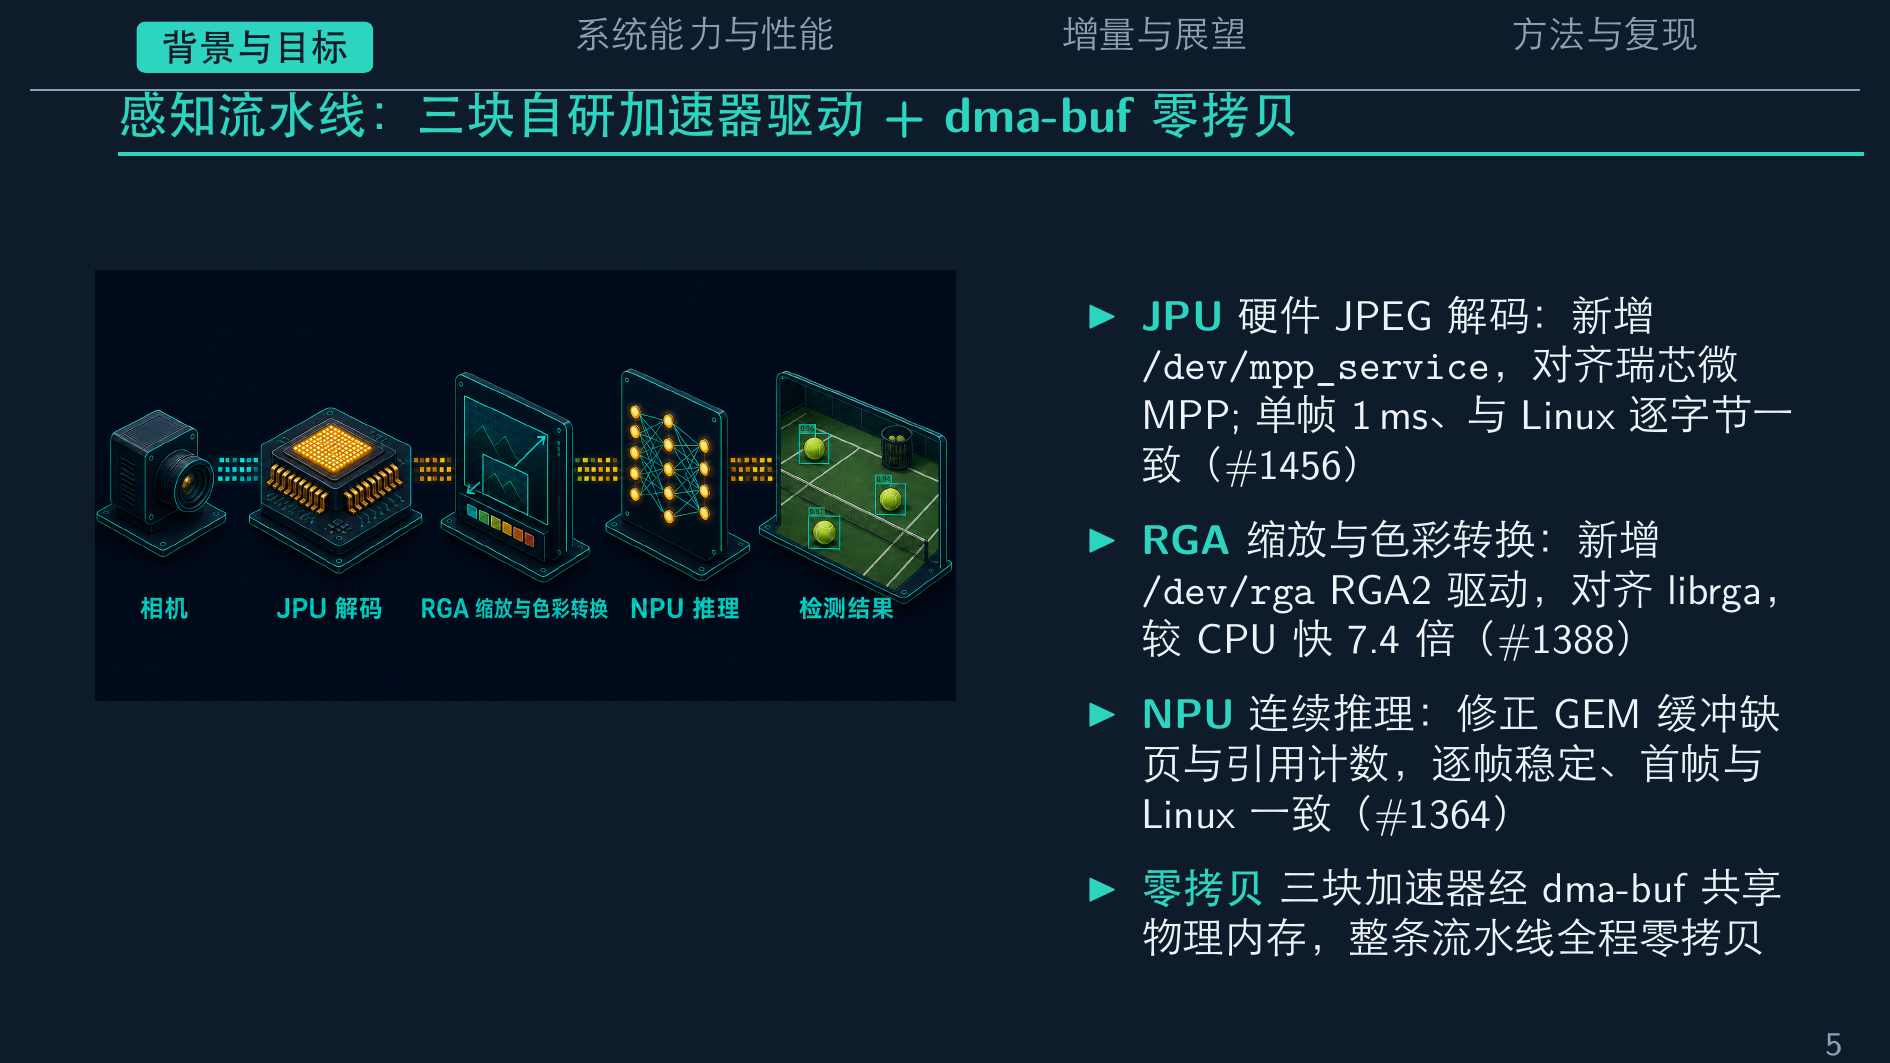 背景与目标
系统能力与性能
增量与展望
方法与复现
感知流水线：三块自研加速器驱动 + dma-buf 零拷贝
0.96
0.94
0.97
相机
JPU 解码
RGA 缩放与色彩转换
NPU 推理
检测结果
JPU 硬件 JPEG 解码：新增
/dev/mpp_service，对齐瑞芯微
MPP; 单帧 1 ms、与 Linux 逐字节一
致（#1456）
RGA 缩放与色彩转换：新增
/dev/rga RGA2 驱动，对齐 librga，
较 CPU 快 7.4 倍（#1388）
NPU 连续推理：修正 GEM 缓冲缺
页与引用计数，逐帧稳定、首帧与
Linux 一致（#1364）
零拷贝 三块加速器经 dma-buf 共享
物理内存，整条流水线全程零拷贝
5